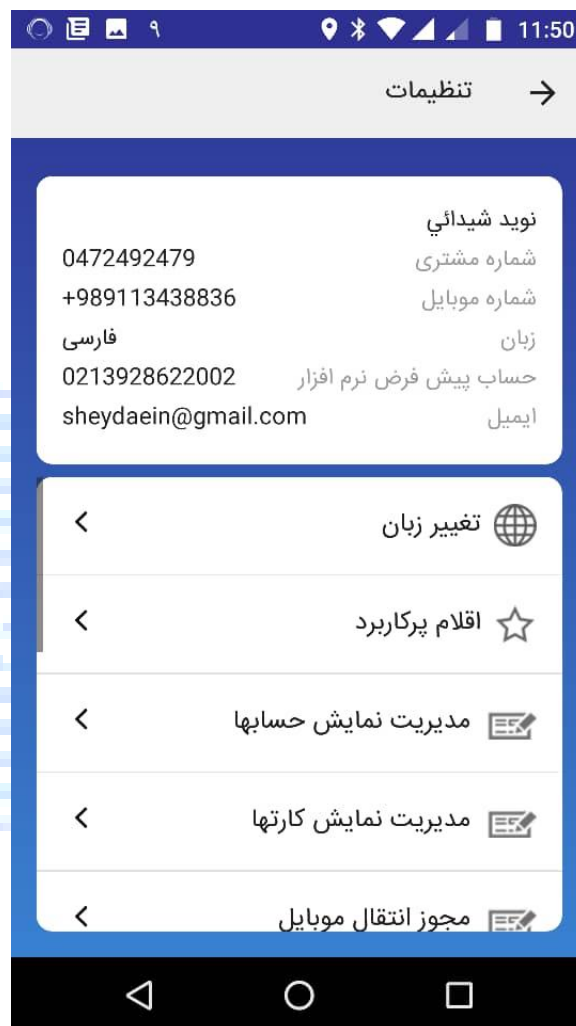 ۹ 11:50
تنظیمات
نوید شیدائي
شماره مشتری 0472492479
شماره موبایل +989113438836
زبان فارسی
حساب پیش فرض نرم افزار 0213928622002
ایمیل sheydaein@gmail.com
تغییر زبان
اقلام پرکاربرد
مدیریت نمایش حسابها
مدیریت نمایش کارتها
مجوز انتقال موبایل